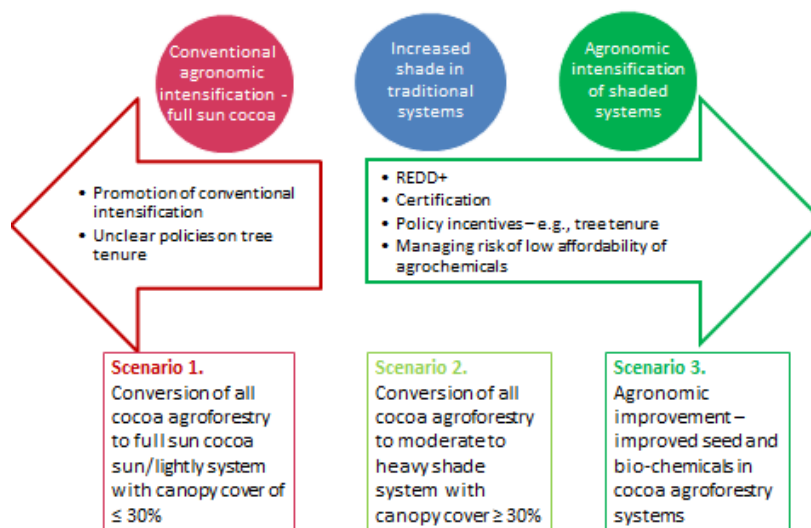 Conventional
agronomic
intensification -
full sun cocoa
Increased
shade in
traditional
systems
Agronomic
intensification
of shaded
systems
• Promotion of conventional
intensification
• Unclear policies on tree
tenure
• REDD+
• Certification
• Policy incentives – e.g., tree tenure
• Managing risk of low affordability of
agrochemicals
Scenario 1.
Conversion of all
cocoa agroforestry
to full sun cocoa
sun/lightly system
with canopy cover of
≤ 30%
Scenario 2.
Conversion of all
cocoa agroforestry
to moderate to
heavy shade
system with
canopy cover ≥ 30%
Scenario 3.
Agronomic
improvement –
improved seed and
bio-chemicals in
cocoa agroforestry
systems